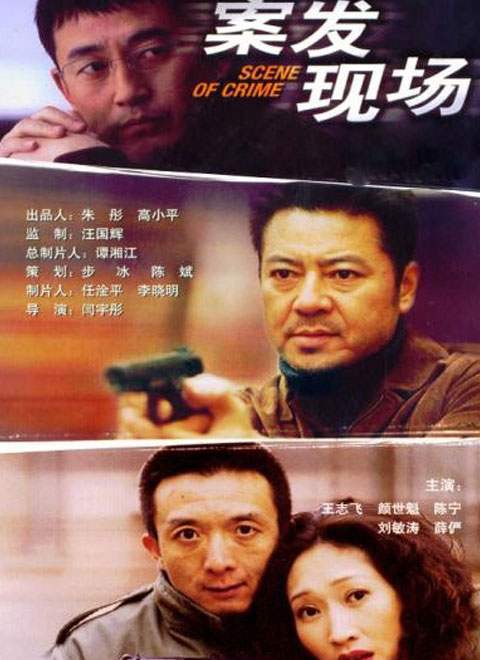 案发
SCENE
OF CRIME
现场
出品人：朱 彤 高小平
监 制：汪国辉
总制片人：谭湘江
策 划：步 冰 陈 斌
制片人：任淦平 李晓明
导 演：闫宇彤
主演：
王志飞 颜世魁 陈宁
刘敏涛 薛俨